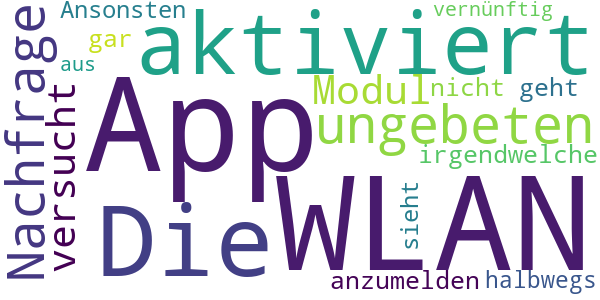 Ansonsten
vernünftig
aktiviert
gar
aus
Nachfrage
versucht
App
Modul
nicht
geht
ungebeten
irgendwelche
Die
WLAN
sieht
anzumelden
halbwegs